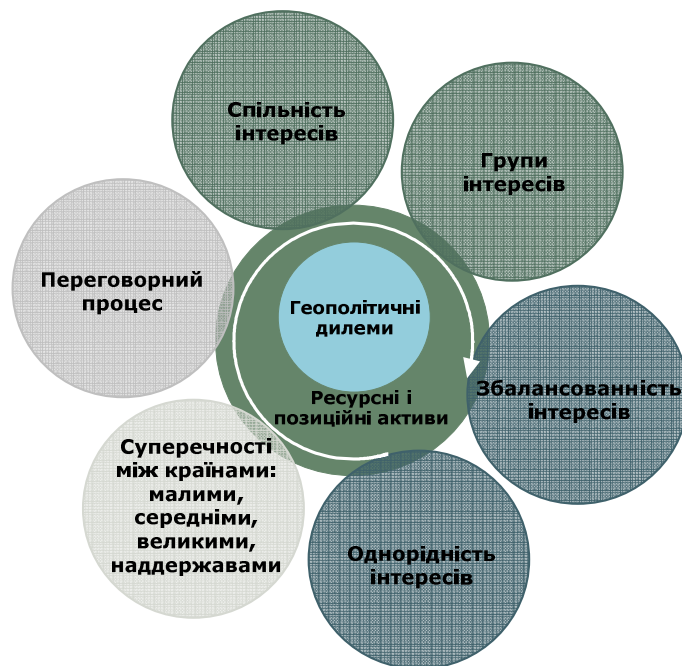 Спільність
інтересів
Групи
інтересів
Переговорний
процес
Геополітичні
дилеми
Ресурсні і
позиційні активи
Збалансованність
інтересів
Суперечності
між країнами:
малими,
середніми,
великими,
наддержавами
Однорідність
інтересів